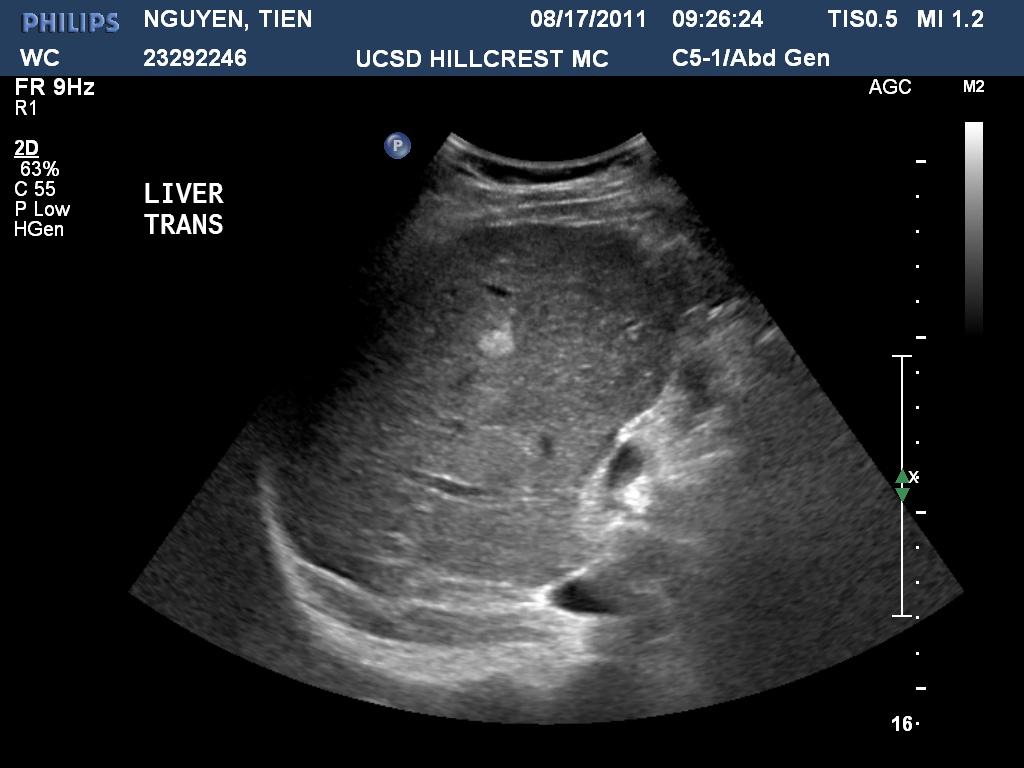 PHILIPS NGUYEN, TIEN 08/17/2011 09:26:24 TIS0.5 MI 1.2
WC 23292246 UCSD HILLCREST MC C5-1/Abd Gen
FR 9Hz AGC M2
R1
P
2D
63%
C 55
P Low
HGen
LIVER
TRANS
X
16